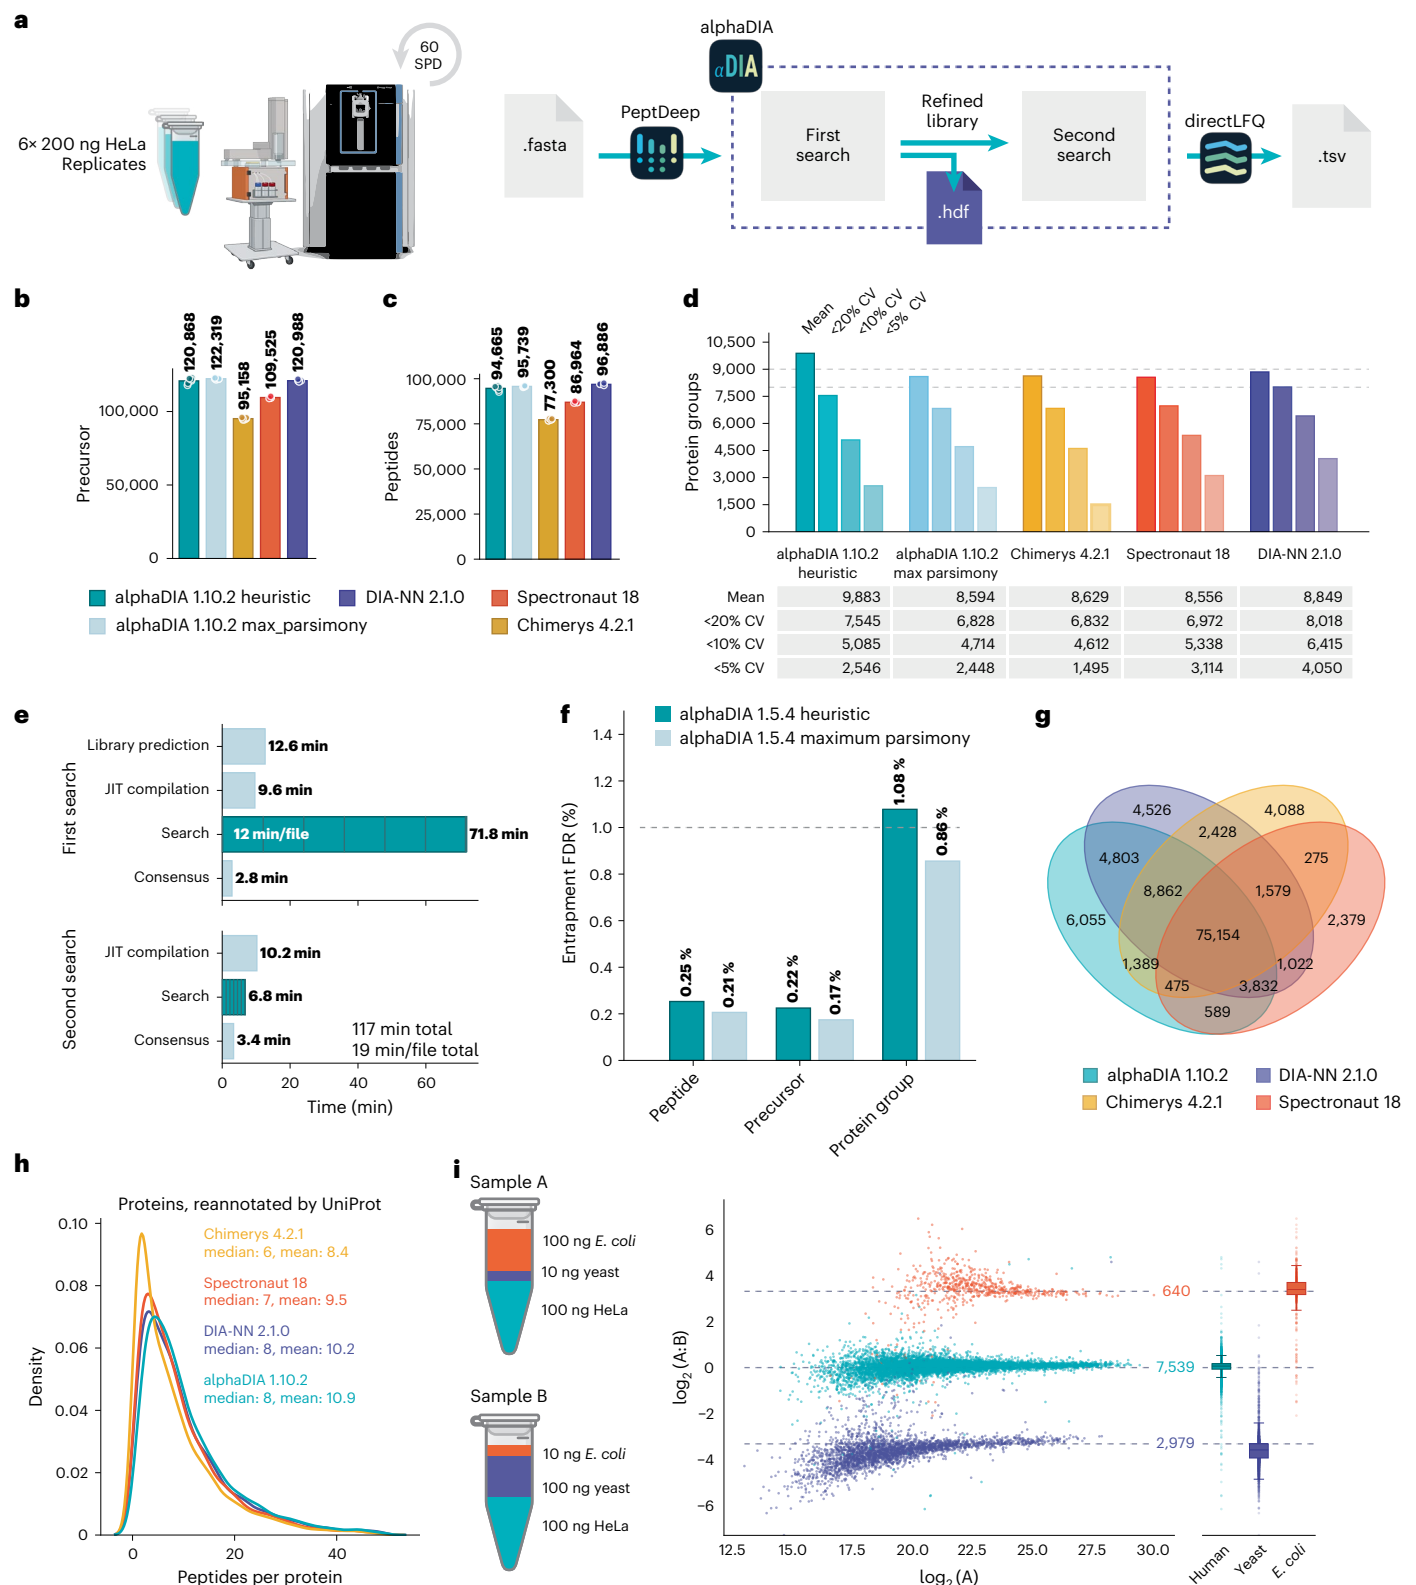 a
60
SPD
6× 200 ng HeLa
Replicates
.fasta
PeptDeep
alphaDIA
αDIA
First
search
Refined
library
.hdf
Second
search
directLFQ
.tsv
b
Precursor
100,000
50,000
0
120,868
122,319
95,158
109,525
120,988
c
Peptides
100,000
75,000
50,000
25,000
0
94,665
95,739
77,300
86,964
96,886
alphaDIA 1.10.2 heuristic
DIA-NN 2.1.0
Spectronaut 18
alphaDIA 1.10.2 max_parsimony
Chimerys 4.2.1
d
Mean
<20% CV
<10% CV
<5% CV
Protein groups
10,500
9,000
7,500
6,000
4,500
3,000
1,500
0
alphaDIA 1.10.2 heuristic
alphaDIA 1.10.2 max parsimony
Chimerys 4.2.1
Spectronaut 18
DIA-NN 2.1.0
Mean 9,883 8,594 8,629 8,556 8,849
<20% CV 7,545 6,828 6,832 6,972 8,018
<10% CV 5,085 4,714 4,612 5,338 6,415
<5% CV 2,546 2,448 1,495 3,114 4,050
e
First search
Library prediction 12.6 min
JIT compilation 9.6 min
Search 12 min/file 71.8 min
Consensus 2.8 min
Second search
JIT compilation 10.2 min
Search 6.8 min
Consensus 3.4 min
117 min total
19 min/file total
0 20 40 60
Time (min)
f
alphaDIA 1.5.4 heuristic
alphaDIA 1.5.4 maximum parsimony
Entrapment FDR (%)
1.4
1.2
1.0
0.8
0.6
0.4
0.2
0
0.25 %
0.21 %
0.22 %
0.17 %
1.08 %
0.86 %
Peptide
Precursor
Protein group
g
4,526
4,088
2,428
4,803
275
8,862
1,579
6,055
2,379
75,154
1,389
1,022
475
3,832
589
alphaDIA 1.10.2
DIA-NN 2.1.0
Chimerys 4.2.1
Spectronaut 18
h
Proteins, reannotated by UniProt
Chimerys 4.2.1
median: 6, mean: 8.4
Spectronaut 18
median: 7, mean: 9.5
DIA-NN 2.1.0
median: 8, mean: 10.2
alphaDIA 1.10.2
median: 8, mean: 10.9
Density
0.10
0.08
0.06
0.04
0.02
0
0 20 40
Peptides per protein
i
Sample A
100 ng E. coli
10 ng yeast
100 ng HeLa
Sample B
10 ng E. coli
100 ng yeast
100 ng HeLa
log2 (A:B)
6
4
2
0
−2
−4
−6
640
7,539
2,979
12.5 15.0 17.5 20.0 22.5 25.0 27.5 30.0
log2 (A)
Human
Yeast
E. coli